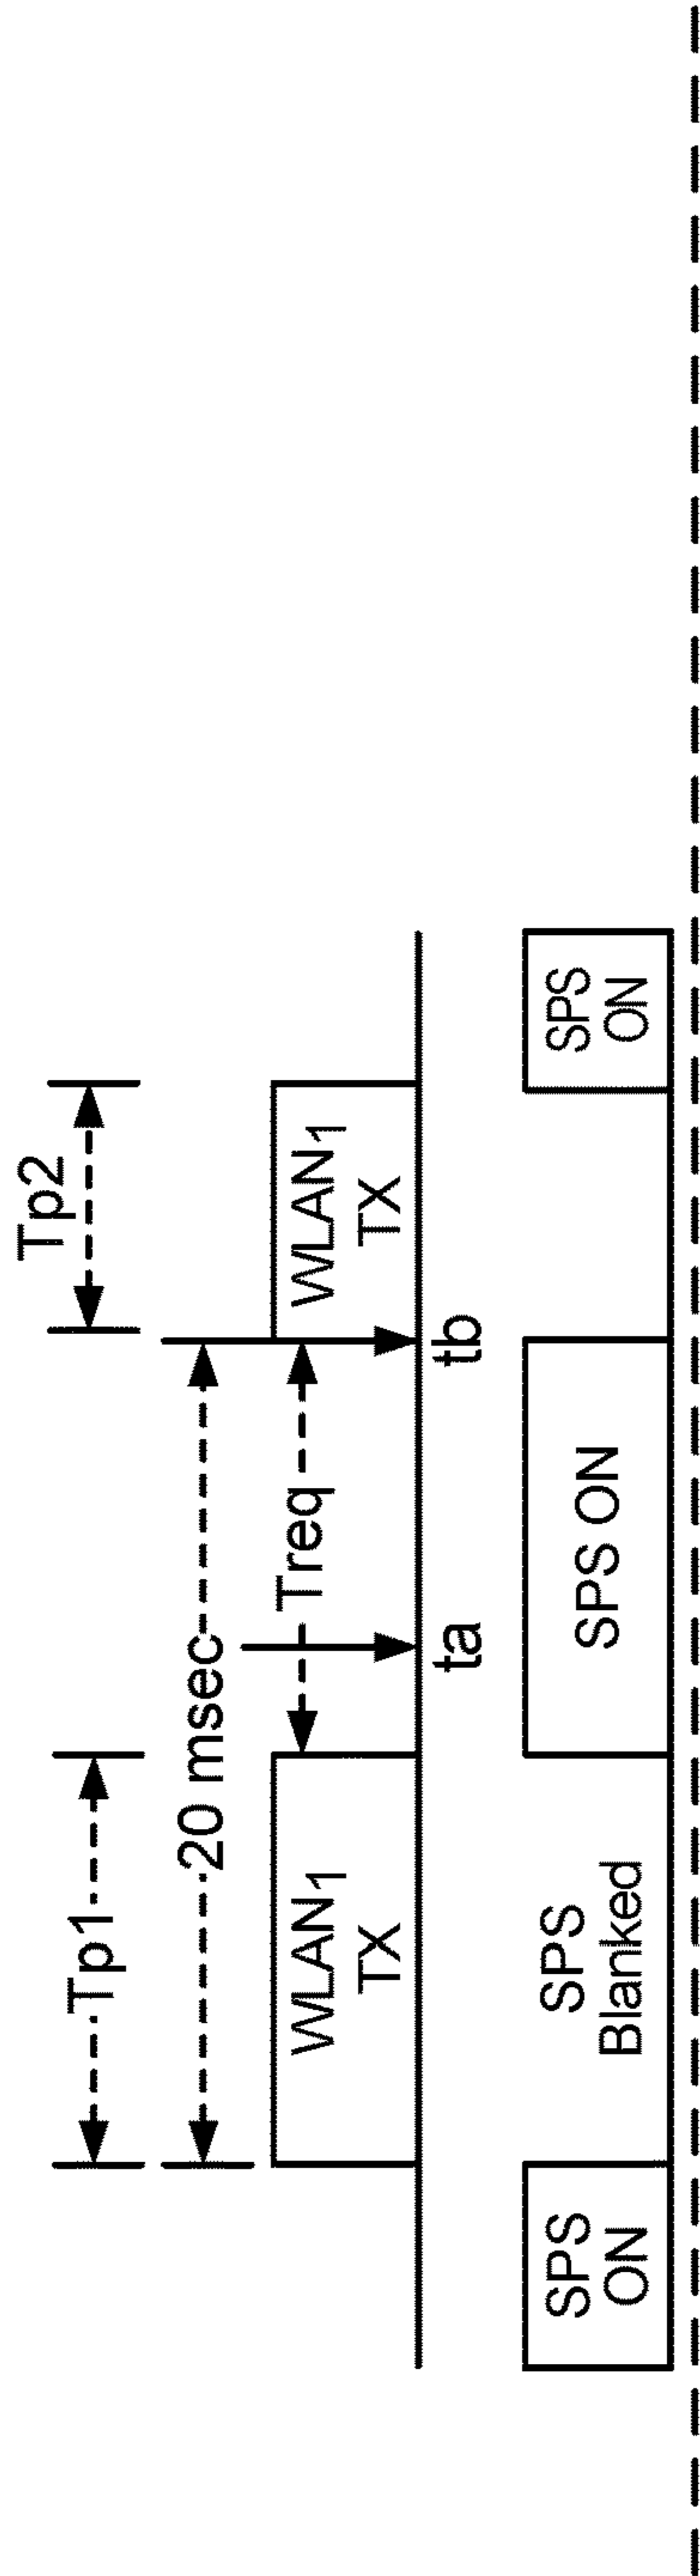 Tp1
Tp2
20 msec
Treq
WLAN1
TX
WLAN1
TX
ta
tb
SPS
ON
SPS
Blanked
SPS ON
SPS
ON